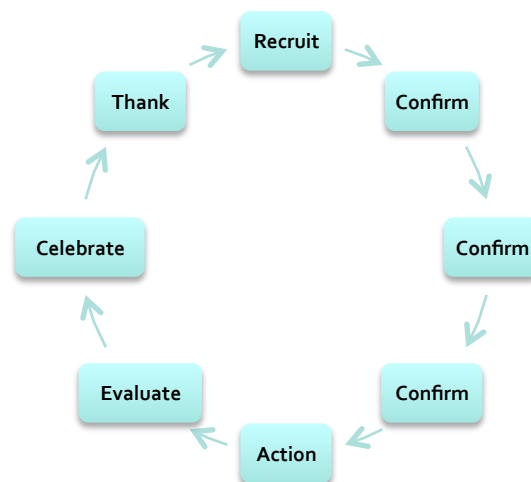 Recruit
Confirm
Confirm
Confirm
Action
Evaluate
Celebrate
Thank